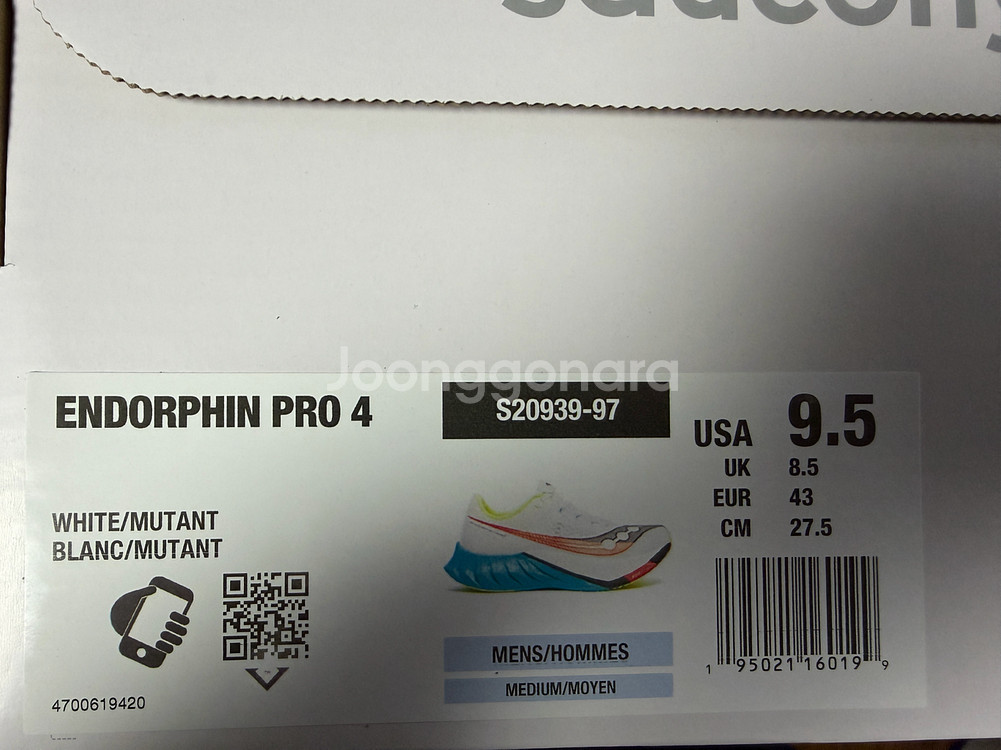 saucony
Joonggonara
ENDORPHIN PRO 4
S20939-97
USA 9.5
UK 8.5
EUR 43
CM 27.5
WHITE/MUTANT
BLANC/MUTANT
MENS/HOMMES
MEDIUM/MOYEN
1 95021 16019 9
4700619420